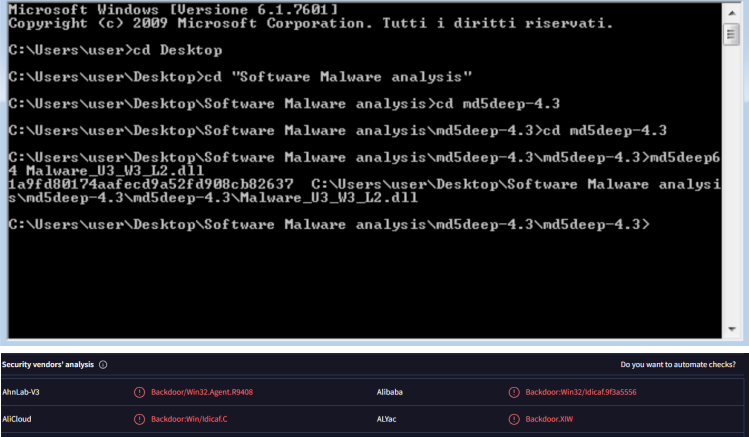 Microsoft Windows [Versione 6.1.7601]
Copyright (c) 2009 Microsoft Corporation. Tutti i diritti riservati.
C:\Users\user>cd Desktop
C:\Users\user\Desktop>cd "Software Malware analysis"
C:\Users\user\Desktop\Software Malware analysis>cd md5deep-4.3
C:\Users\user\Desktop\Software Malware analysis\md5deep-4.3>cd md5deep-4.3
C:\Users\user\Desktop\Software Malware analysis\md5deep-4.3\md5deep-4.3>md5deep6
4 Malware_U3_W3_L2.dll
1a9fd80174aafecd9a52fd908cb82637  C:\Users\user\Desktop\Software Malware analysi
s\md5deep-4.3\md5deep-4.3\Malware_U3_W3_L2.dll
C:\Users\user\Desktop\Software Malware analysis\md5deep-4.3\md5deep-4.3>
Security vendors' analysis Do you want to automate checks?
AhnLab-V3 Backdoor/Win32.Agent.R9408 Alibaba Backdoor:Win32/Idicaf.9f3a5556
AliCloud Backdoor:Win/Idicaf.C ALYac Backdoor.XIW